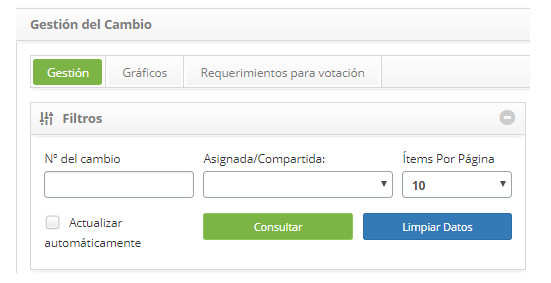 Gestión del Cambio
Gestión Gráficos Requerimientos para votación
Filtros
N° del cambio Asignada/Compartida: Ítems Por Página
10
Actualizar
automáticamente
Consultar Limpiar Datos